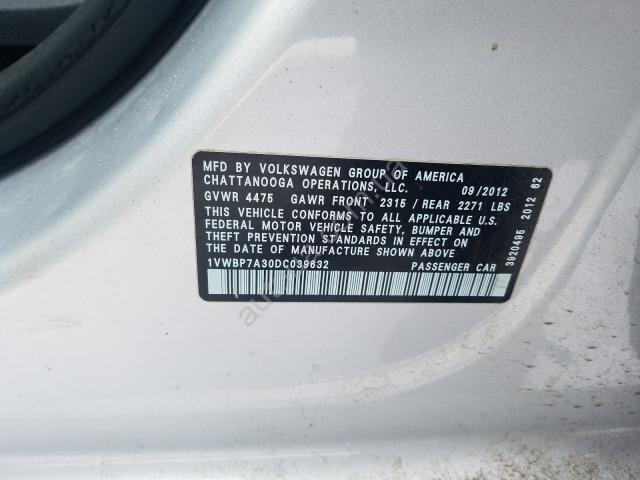 MFD BY VOLKSWAGEN GROUP OF AMERICA
CHATTANOOGA OPERATIONS, LLC. 09/2012
GVWR 4475 GAWR FRONT 2315 / REAR 2271 LBS
THIS VEHICLE CONFORMS TO ALL APPLICABLE U.S.
FEDERAL MOTOR VEHICLE SAFETY, BUMPER AND
THEFT PREVENTION STANDARDS IN EFFECT ON
THE DATE OF MANUFACTURE SHOWN ABOVE
1VWBP7A30DC039632 PASSENGER CAR
3920495 2012 62